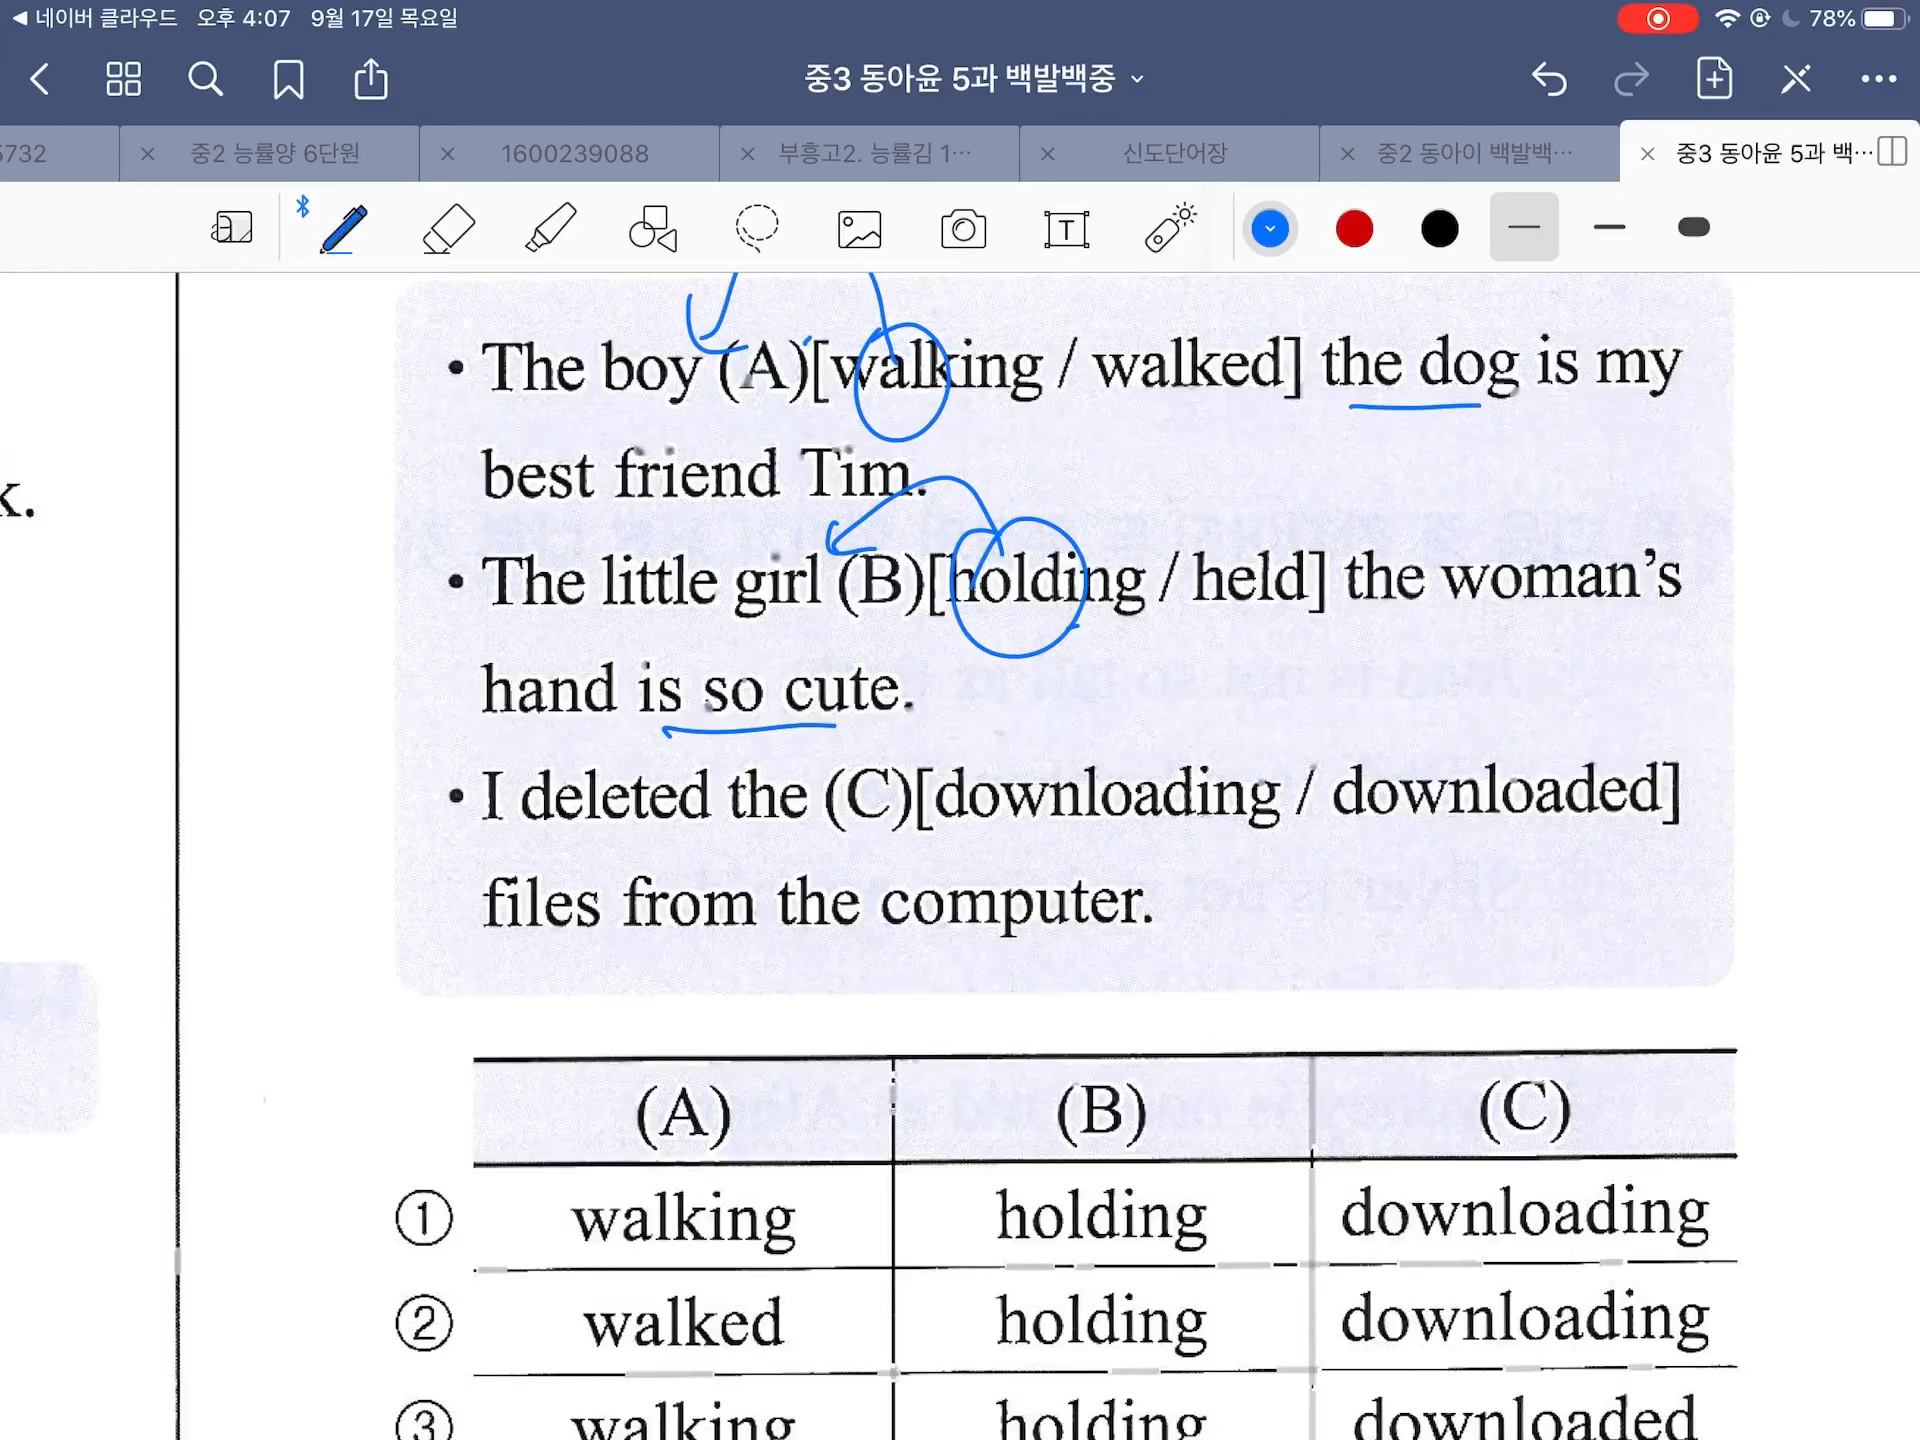 ◀ 네이버 클라우드 오후 4:07 9월 17일 목요일 78%
중3 동아윤 5과 백발백중
5732 중2 능률양 6단원 1600239088 부흥고2. 능률김 1… 신도단어장 중2 동아이 백발백… 중3 동아윤 5과 백…
T
• The boy (A)[walking / walked] the dog is my
best friend Tim.
k.
• The little girl (B)[holding / held] the woman's
hand is so cute.
• I deleted the (C)[downloading / downloaded]
files from the computer.
(A) (B) (C)
① walking holding downloading
② walked holding downloading
③ walking holding downloaded